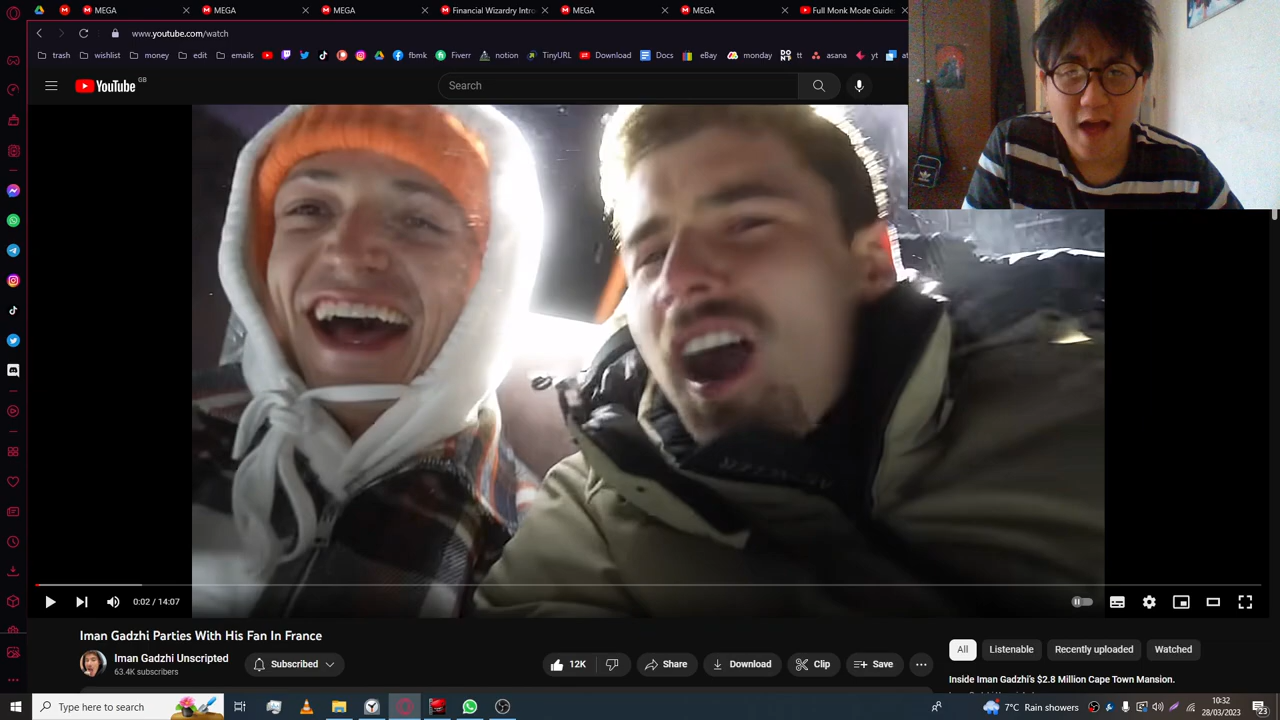 MEGA
MEGA
MEGA
Financial Wizardry Intro
MEGA
MEGA
Full Monk Mode Guide:
www.youtube.com/watch
trash
wishlist
money
edit
emails
fbmk
Fiverr
notion
TinyURL
Download
Docs
eBay
monday
DO
NT
tt
asana
yt
at
YouTube
GB
Search
0:02 / 14:07
Iman Gadzhi Parties With His Fan In France
Iman Gadzhi Unscripted
63.4K subscribers
Subscribed
12K
Share
Download
Clip
Save
All
Listenable
Recently uploaded
Watched
Inside Iman Gadzhi's $2.8 Million Cape Town Mansion.
Type here to search
7°C Rain showers
10:32
28/03/2023